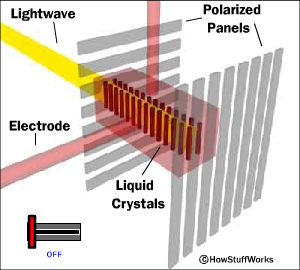 Lightwave
Polarized
Panels
Electrode
Liquid
Crystals
OFF
©HowStuffWorks